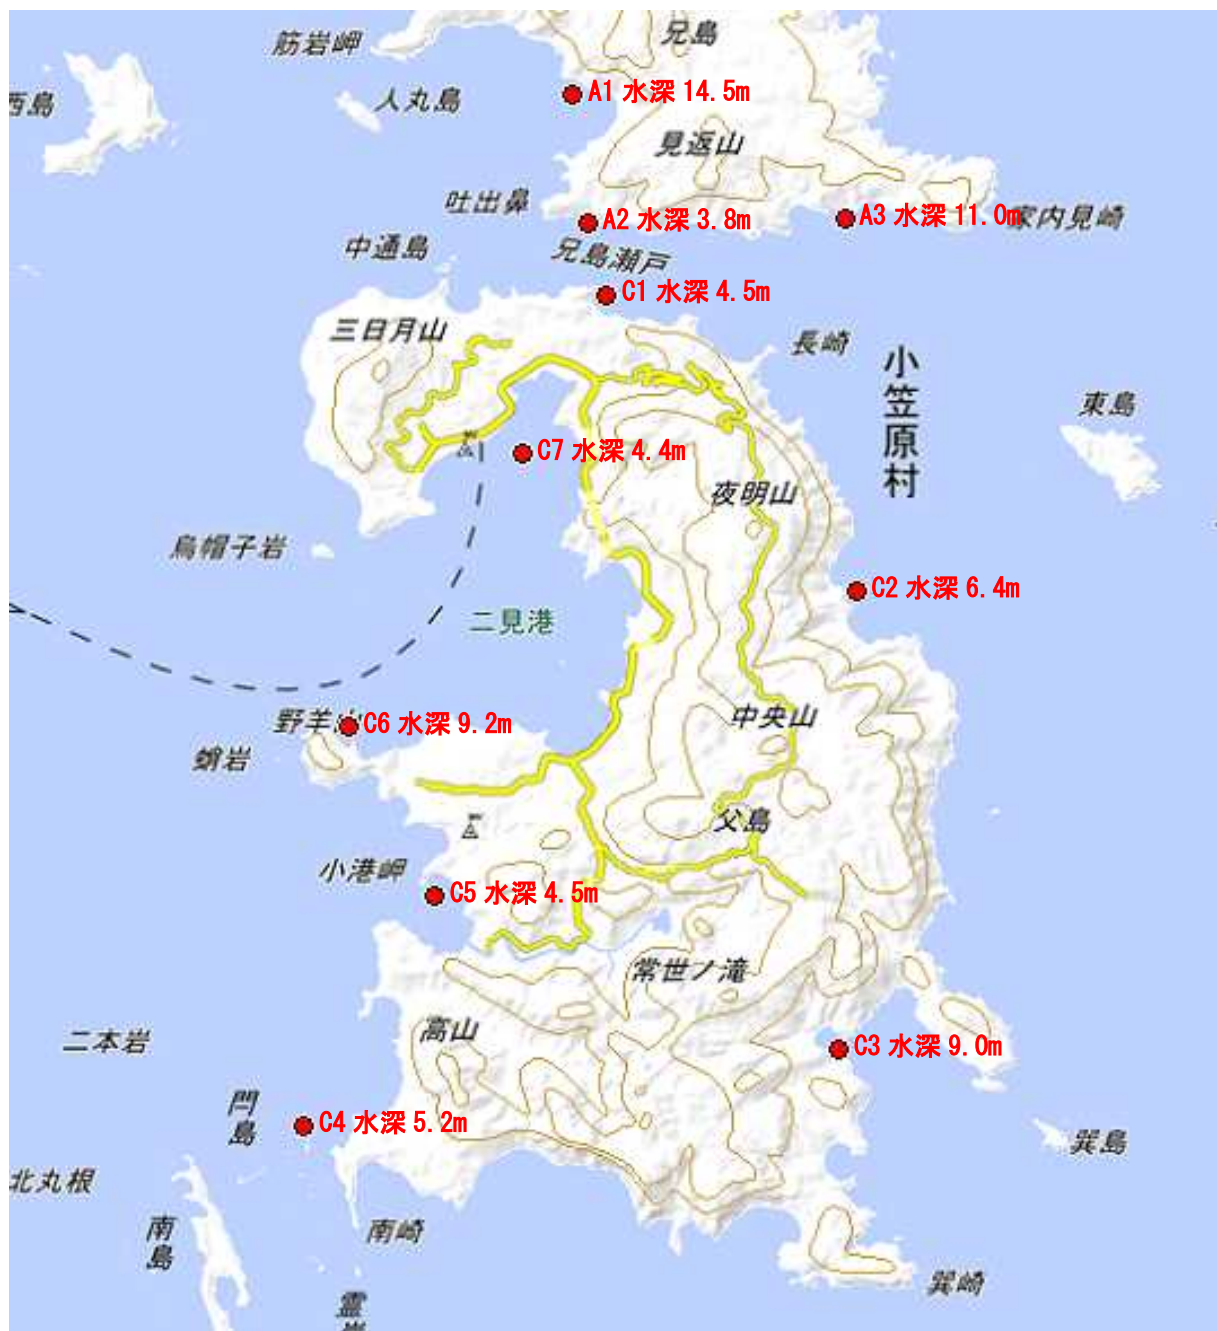 兄島
筋岩岬
A1 水深 14.5m
人丸島
西島
見返山
吐出鼻
A2 水深 3.8m
A3 水深 11.0m
家内見崎
中通島
兄島瀬戸
C1 水深 4.5m
三日月山
長崎
小笠原村
東島
C7 水深 4.4m
夜明山
烏帽子岩
C2 水深 6.4m
二見港
野羊山
C6 水深 9.2m
中央山
蛸岩
父島
小港岬
C5 水深 4.5m
常世ノ滝
高山
二本岩
C3 水深 9.0m
閂島
C4 水深 5.2m
巽島
北丸根
南島
南崎
巽崎
霊岩